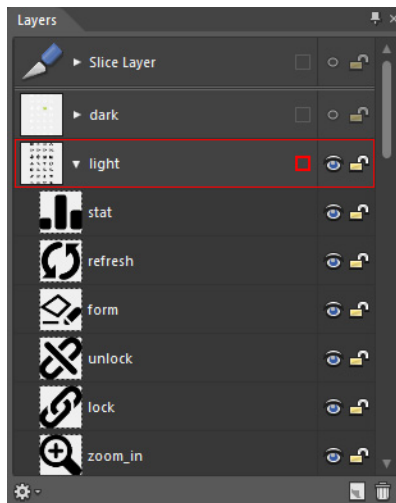 Layers
Slice Layer
dark
light
stat
refresh
form
unlock
lock
zoom_in